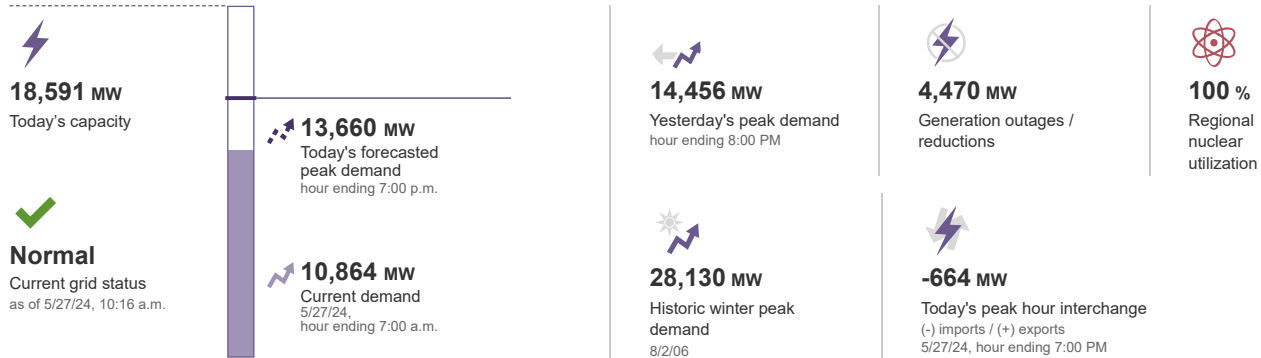 18,591 MW
Today's capacity
Normal
Current grid status
as of 5/27/24, 10:16 a.m.
13,660 MW
Today's forecasted
peak demand
hour ending 7:00 p.m.
10,864 MW
Current demand
5/27/24,
hour ending 7:00 a.m.
14,456 MW
Yesterday's peak demand
hour ending 8:00 PM
4,470 MW
Generation outages /
reductions
100 %
Regional
nuclear
utilization
28,130 MW
Historic winter peak
demand
8/2/06
-664 MW
Today's peak hour interchange
(-) imports / (+) exports
5/27/24, hour ending 7:00 PM